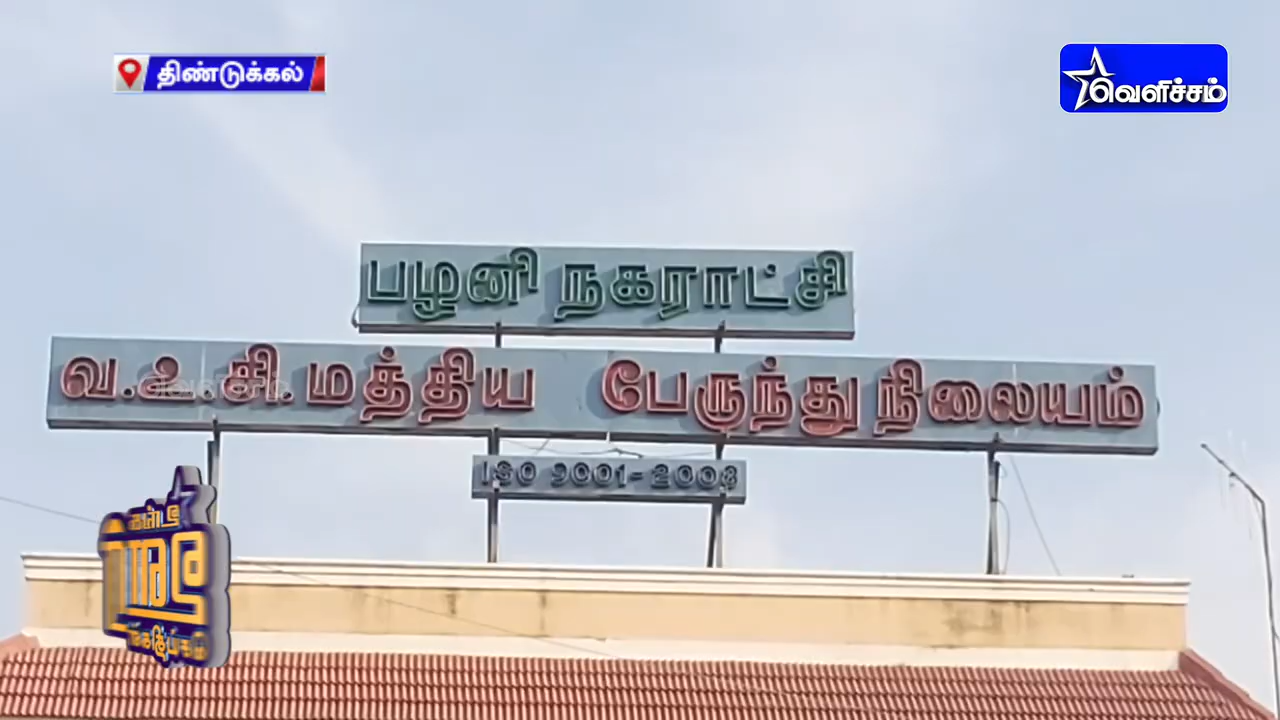 திண்டுக்கல்
வெளிச்சம்
பழனி நகராட்சி
வ.உ.சி.மத்திய பேருந்து நிலையம்
ISO 9001-2008